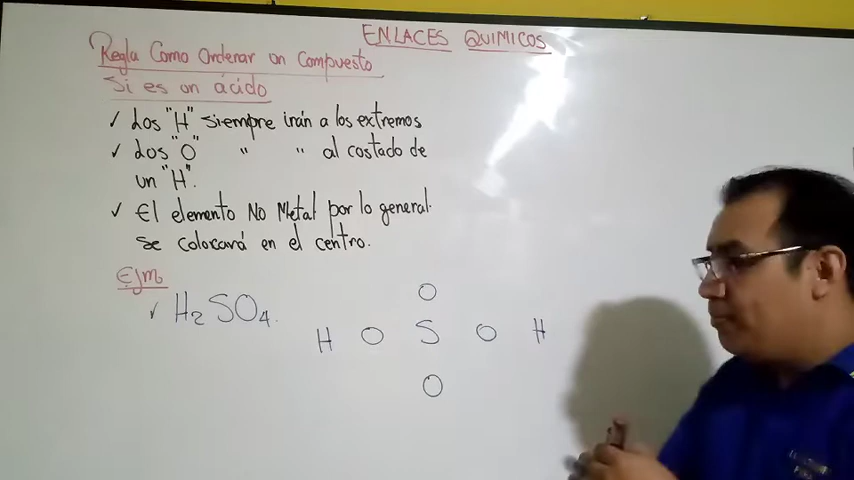 ENLACES QUIMICOS
Regla Como Ordenar un Compuesto
Si es un ácido
✓ Los "H" siempre irán a los extremos
✓ Los "O" " " al costado de
un "H".
✓ El elemento No Metal por lo general
se colocará en el centro.
Ejm
✓ H₂SO₄.
O
H O S O H
O